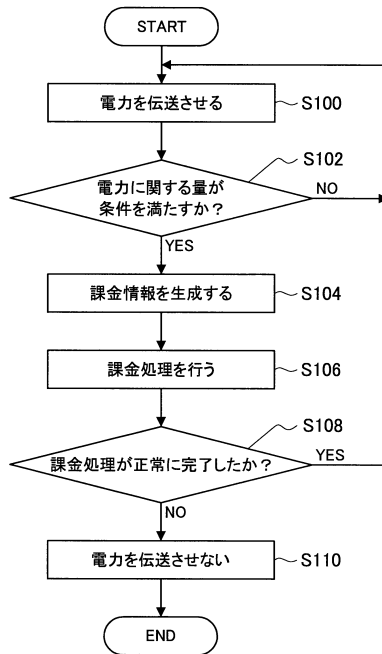 START
電力を伝送させる
S100
S102
電力に関する量が
条件を満たすか？
NO
YES
課金情報を生成する
S104
課金処理を行う
S106
S108
課金処理が正常に完了したか？
YES
NO
電力を伝送させない
S110
END